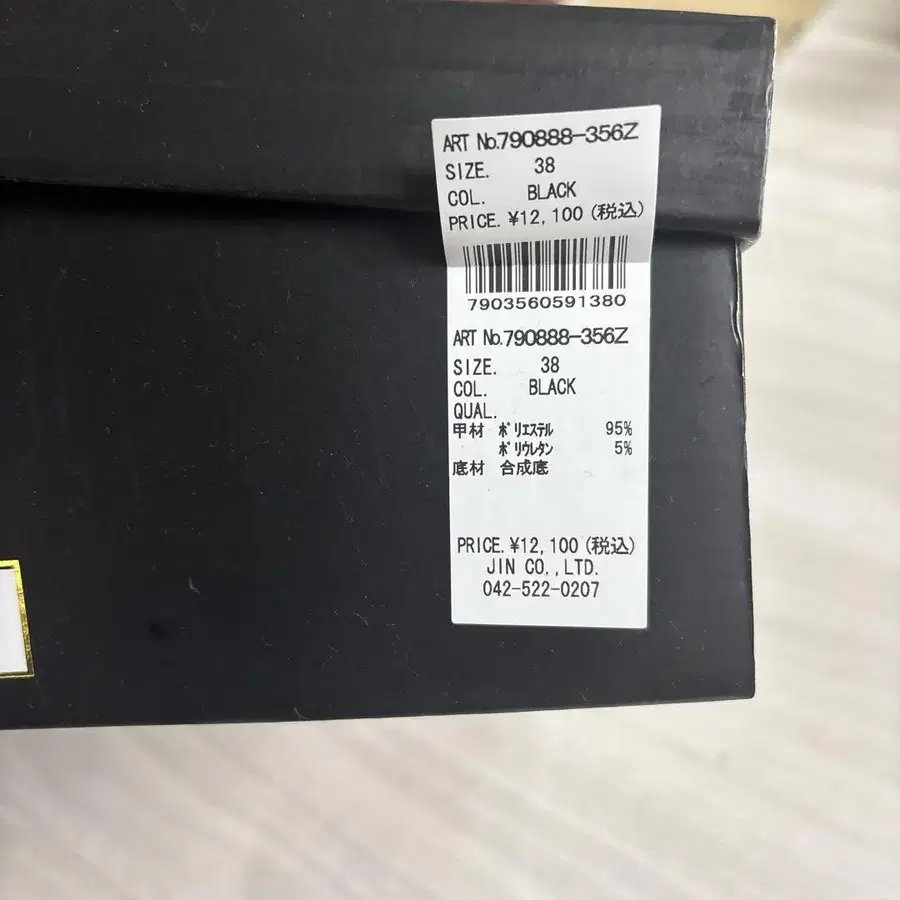 ART No.790888-356Z
SIZE. 38
COL. BLACK
PRICE. ¥12,100 (税込)
7903560591380
ART No.790888-356Z
SIZE. 38
COL. BLACK
QUAL.
甲材 ポリエステル 95%
ポリウレタン 5%
底材 合成底
PRICE. ¥12,100 (税込)
JIN CO.,LTD.
042-522-0207